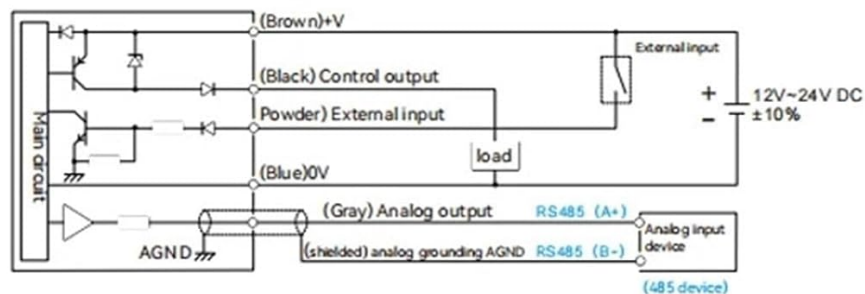 (Brown)+V
External input
(Black) Control output
+
12V~24V DC
−
±10%
Powder) External input
Main circuit
load
(Blue)0V
(Gray) Analog output
RS485 (A+)
Analog input
device
AGND
(shielded) analog grounding AGND
RS485 (B-)
(485 device)